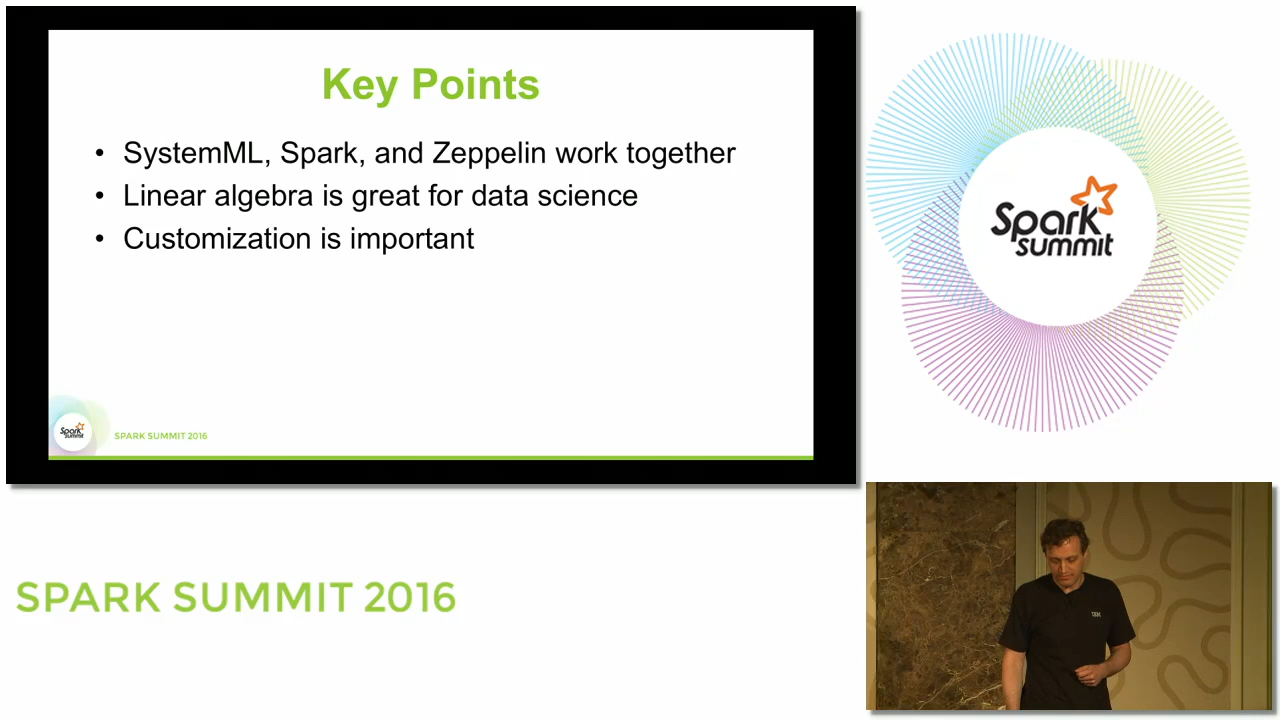 Key Points
• SystemML, Spark, and Zeppelin work together
• Linear algebra is great for data science
• Customization is important
Spark
summit
SPARK SUMMIT 2016
Spark
summit
SPARK SUMMIT 2016
IBM